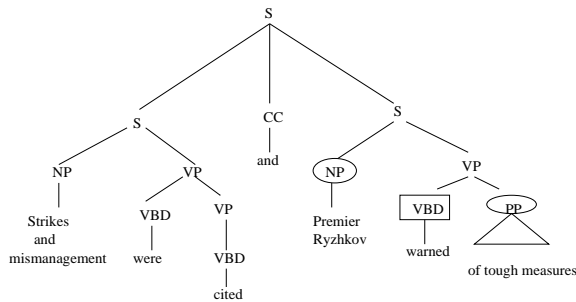 S
S CC S
NP VP and NP VP
Strikes and mismanagement
VBD VP
Premier Ryzhkov
VBD PP
were VBD
warned of tough measures
cited